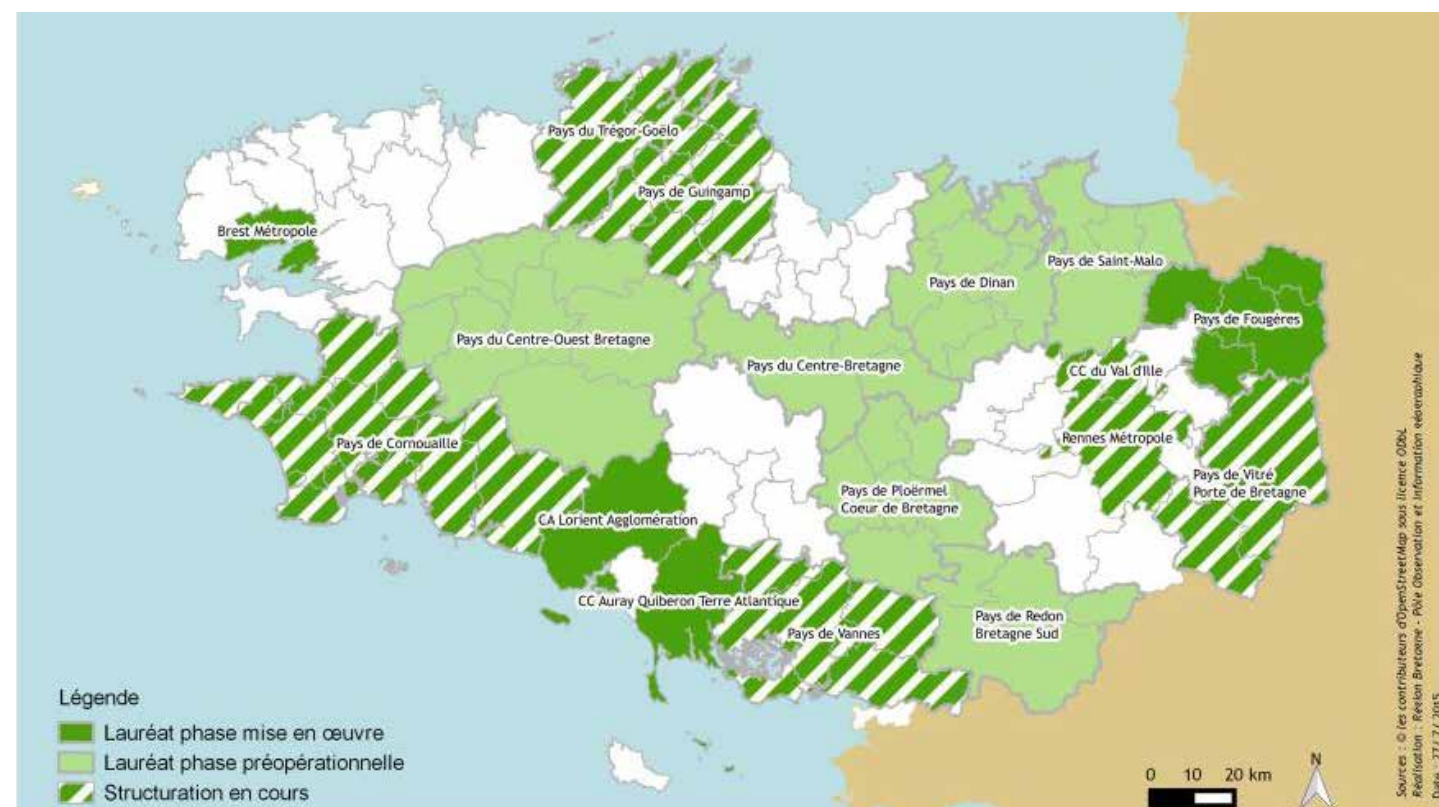 Pays du Trégor-Goëlo
Pays de Guingamp
Brest Métropole
Pays de Saint-Malo
Pays de Dinan
Pays de Fougères
Pays du Centre-Ouest Bretagne
Pays du Centre-Bretagne
CC du Val d'Ille
Pays de Cornouaille
Rennes Métropole
Pays de Vitré
Porte de Bretagne
Pays de Ploërmel
Coeur de Bretagne
CA Lorient Agglomération
CC Auray Quiberon Terre Atlantique
Pays de Vannes
Pays de Redon
Bretagne Sud
Légende
Lauréat phase mise en œuvre
Lauréat phase préopérationnelle
Structuration en cours
0 10 20 km
N
Sources : © les contributeurs d'OpenStreetMap sous licence ODbL
Réalisation : Région Bretagne - Pôle Observation et information géographique
Date : 27/7/2015